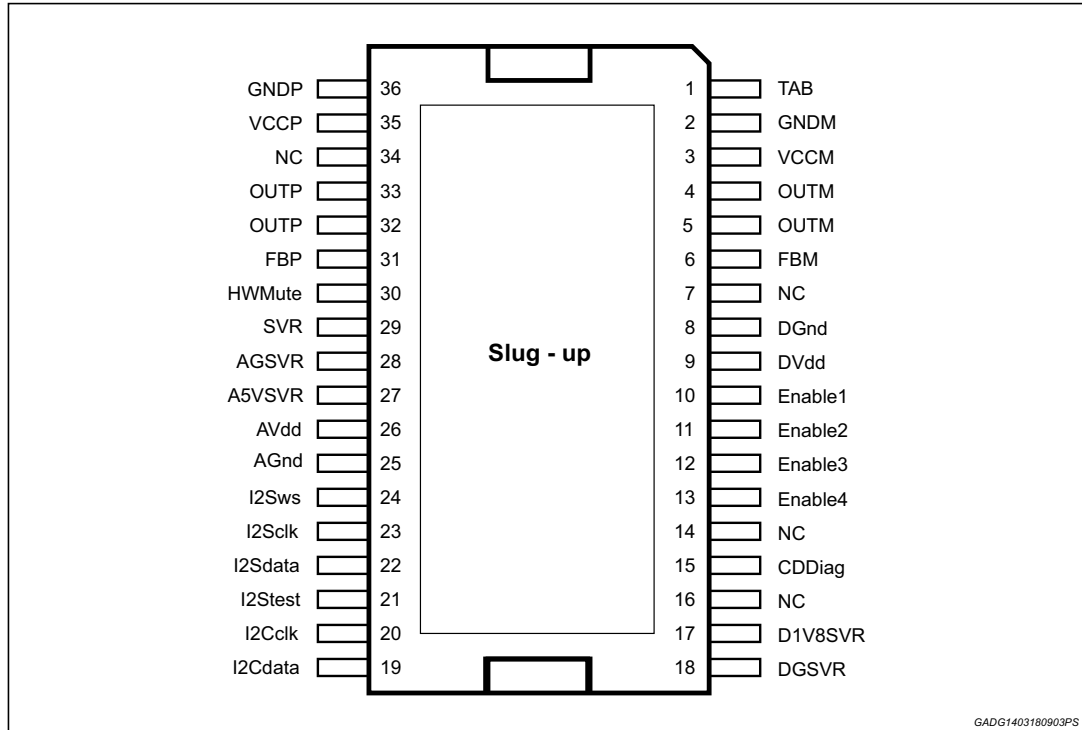 GNDP 36 1 TAB
VCCP 35 2 GNDM
NC 34 3 VCCM
OUTP 33 4 OUTM
OUTP 32 5 OUTM
FBP 31 6 FBM
HWMute 30 7 NC
SVR 29 8 DGnd
Slug - up
AGSVR 28 9 DVdd
A5VSVR 27 10 Enable1
AVdd 26 11 Enable2
AGnd 25 12 Enable3
I2Sws 24 13 Enable4
I2Sclk 23 14 NC
I2Sdata 22 15 CDDiag
I2Stest 21 16 NC
I2Cclk 20 17 D1V8SVR
I2Cdata 19 18 DGSVR
GADG1403180903PS